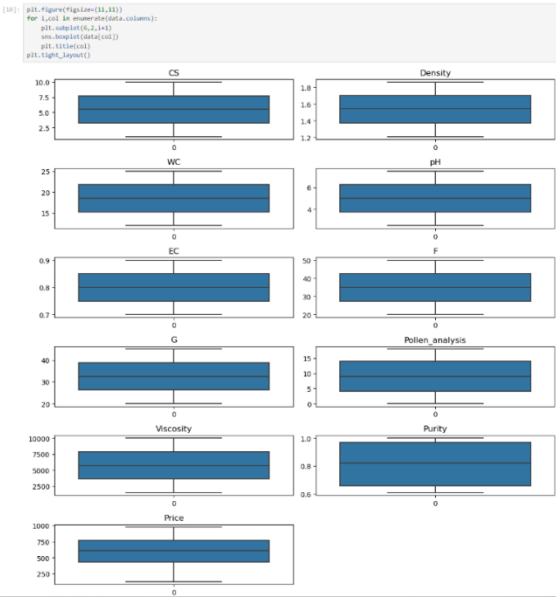 [10]: plt.figure(figsize=(11,11))
for i,col in enumerate(data.columns):
plt.subplot(6,2,i+1)
sns.boxplot(data[col])
plt.title(col)
plt.tight_layout()
CS
10.0
7.5
5.0
2.5
0
Density
1.8
1.6
1.4
1.2
0
WC
25
20
15
0
pH
6
4
0
EC
0.9
0.8
0.7
0
F
50
40
30
20
0
G
40
30
20
0
Pollen_analysis
15
10
5
0
0
Viscosity
10000
7500
5000
2500
0
Purity
1.0
0.8
0.6
0
Price
1000
750
500
250
0